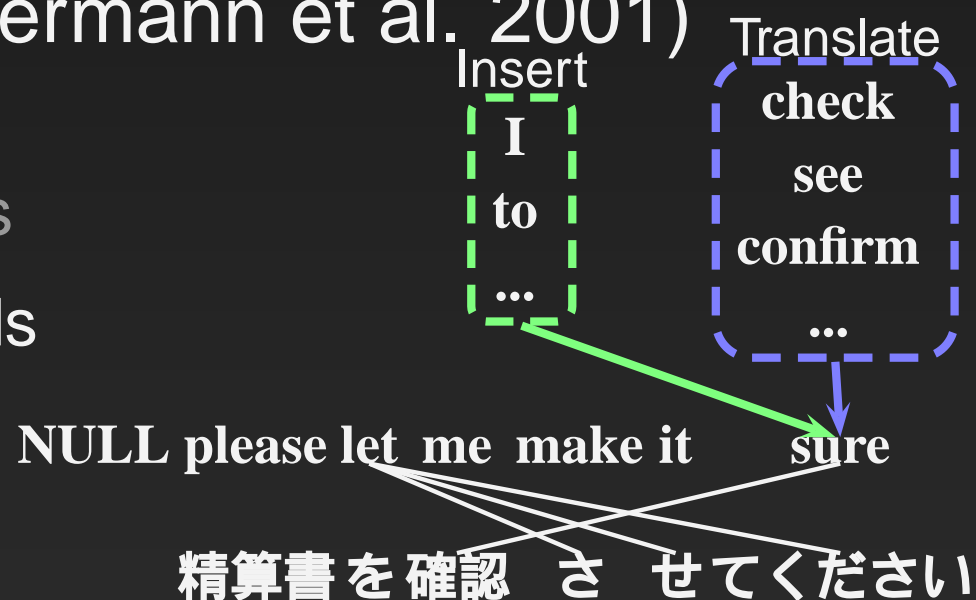 ermann et al. 2001)
Insert
Translate
I
to
...
check
see
confirm
...
s
ls
NULL please let me make it sure
精算書 を 確認 さ せ てください